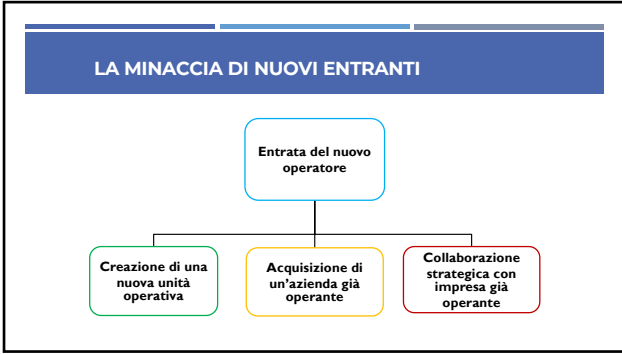 LA MINACCIA DI NUOVI ENTRANTI
Entrata del nuovo
operatore
Creazione di una
nuova unità
operativa
Acquisizione di
un'azienda già
operante
Collaborazione
strategica con
impresa già
operante